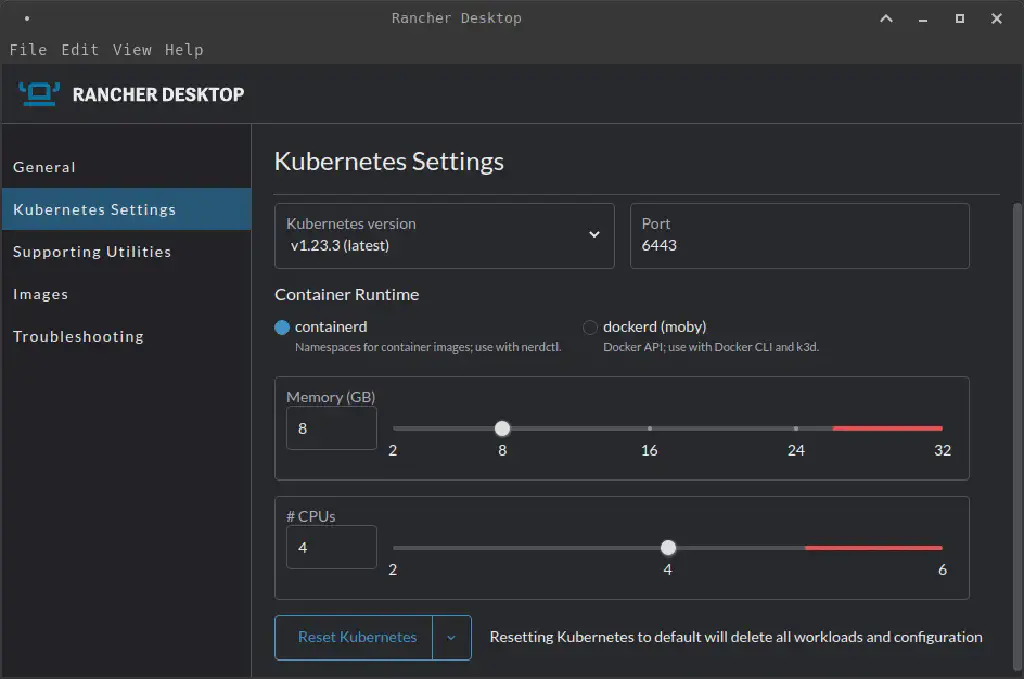 Rancher Desktop
File Edit View Help
RANCHER DESKTOP
General
Kubernetes Settings
Supporting Utilities
Images
Troubleshooting
Kubernetes Settings
Kubernetes version
v1.23.3 (latest)
Port
6443
Container Runtime
containerd
Namespaces for container images; use with nerdctl.
dockerd (moby)
Docker API; use with Docker CLI and k3d.
Memory (GB)
8
2 8 16 24 32
# CPUs
4
2 4 6
Reset Kubernetes
Resetting Kubernetes to default will delete all workloads and configuration